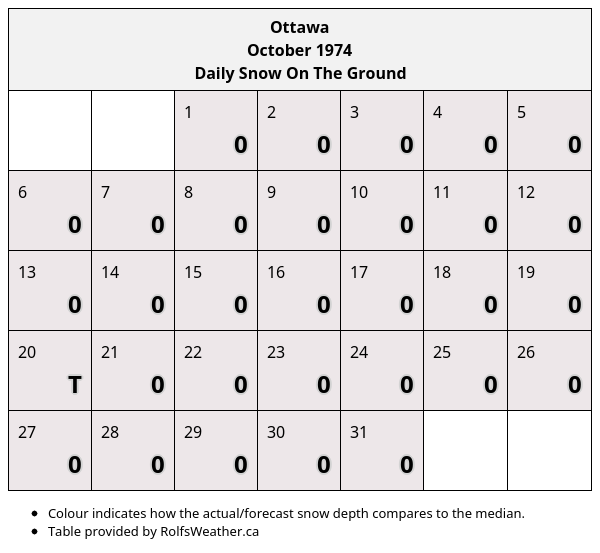 Ottawa
October 1974
Daily Snow On The Ground
1 2 3 4 5
0 0 0 0 0
6 7 8 9 10 11 12
0 0 0 0 0 0 0
13 14 15 16 17 18 19
0 0 0 0 0 0 0
20 21 22 23 24 25 26
T 0 0 0 0 0 0
27 28 29 30 31
0 0 0 0 0
• Colour indicates how the actual/forecast snow depth compares to the median.
• Table provided by RolfsWeather.ca